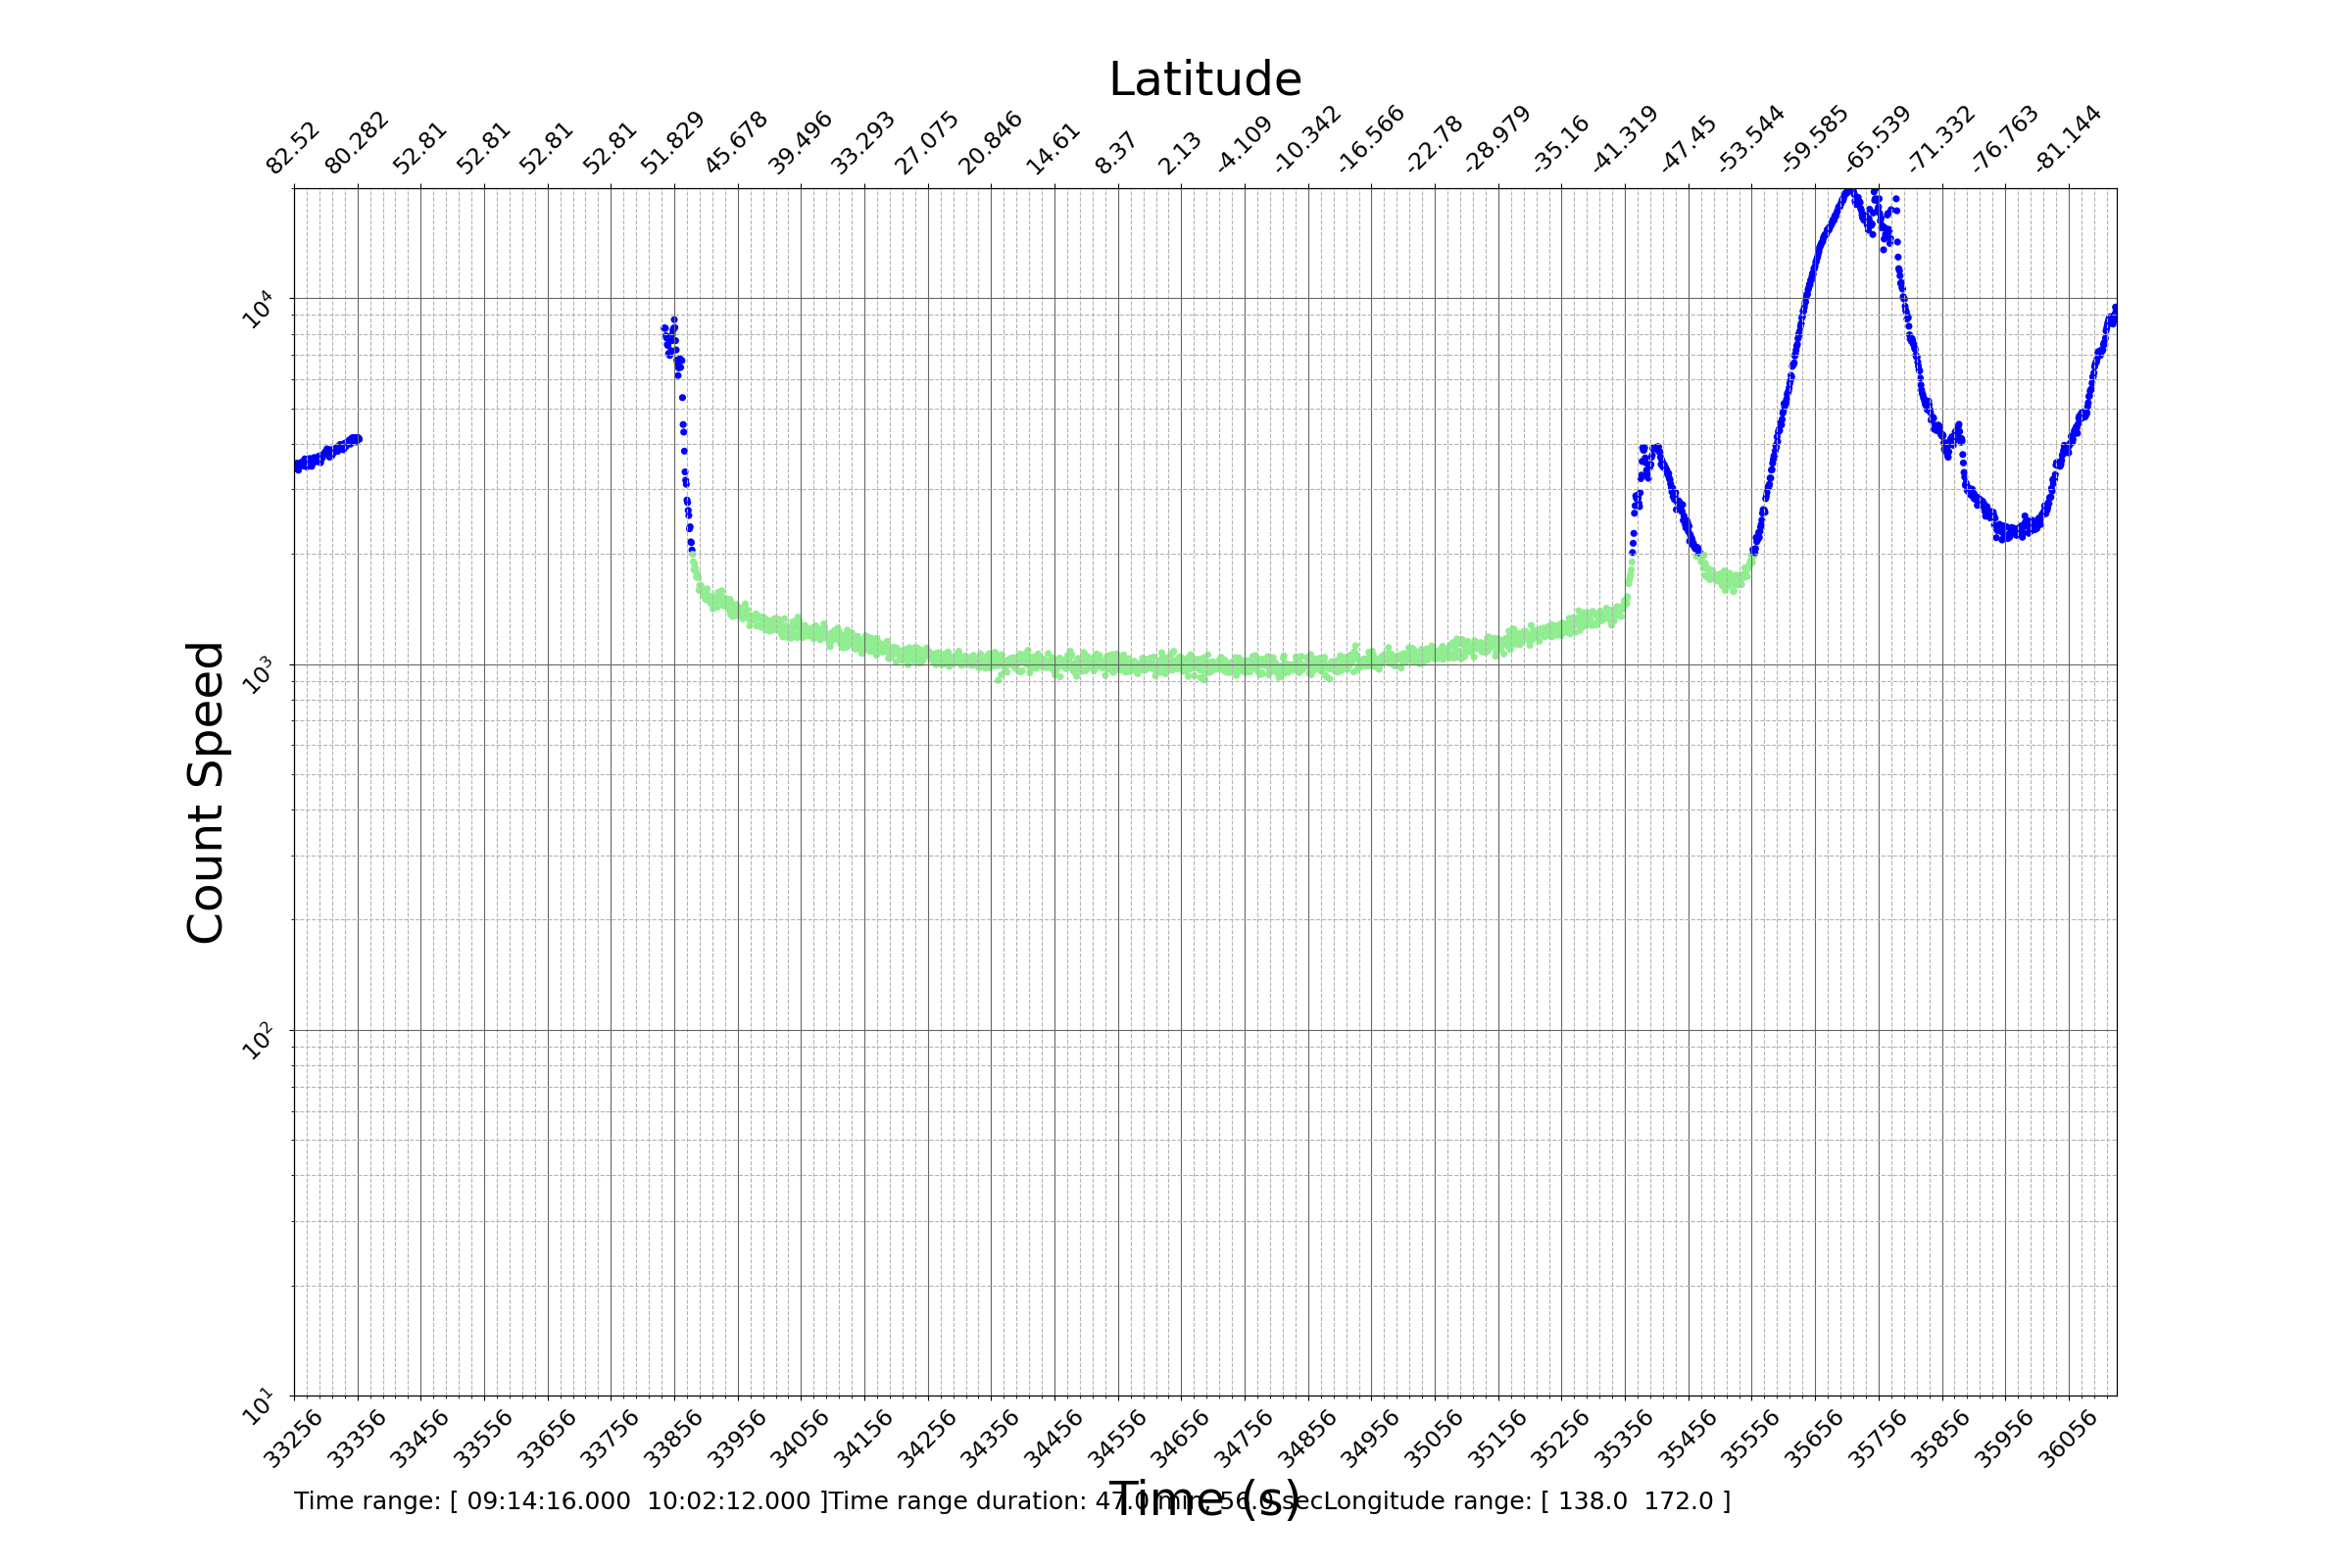 Latitude
82.52 80.282 52.81 52.81 52.81 52.81 51.829 45.678 39.496 33.293 27.075 20.846 14.61 8.37 2.13 -4.109 -10.342 -16.566 -22.78 -28.979 -35.16 -41.319 -47.45 -53.544 -59.585 -65.539 -71.332 -76.763 -81.144
10^4
10^3
Count Speed
10^2
10^1
33256 33356 33456 33556 33656 33756 33856 33956 34056 34156 34256 34356 34456 34556 34656 34756 34856 34956 35056 35156 35256 35356 35456 35556 35656 35756 35856 35956 36056
Time (s)
Time range: [ 09:14:16.000  10:02:12.000 ]Time range duration: 47.0 min, 56.0 secLongitude range: [ 138.0  172.0 ]